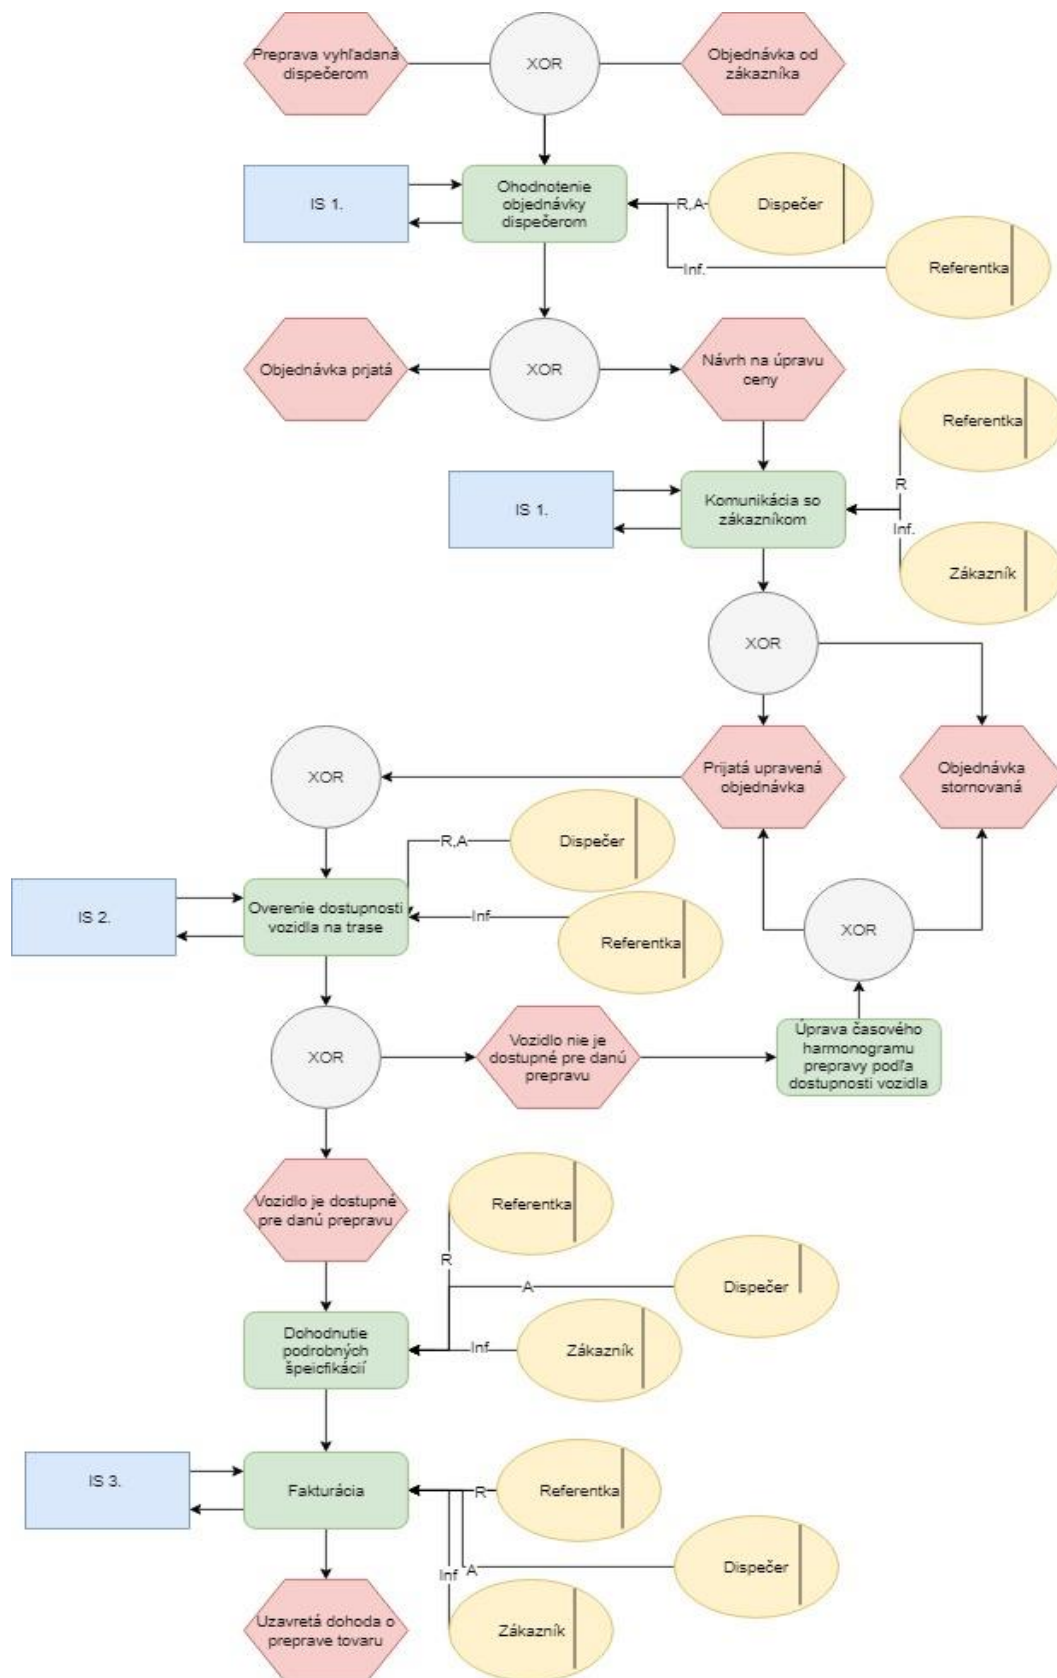 Preprava vyhľadaná
dispečerom
XOR
Objednávka od
zákazníka
IS 1.
Ohodnotenie
objednávky
dispečerom
R,A
Dispečer
Inf.
Referentka
Objednávka prjatá
XOR
Návrh na úpravu
ceny
Referentka
R
IS 1.
Komunikácia so
zákazníkom
Inf.
Zákazník
XOR
XOR
Prijatá upravená
objednávka
Objednávka
stornovaná
R,A
Dispečer
IS 2.
Overenie dostupnosti
vozidla na trase
Inf
Referentka
XOR
XOR
Vozidlo nie je
dostupné pre danú
prepravu
Úprava časového
harmonogramu
prepravy podľa
dostupnosti vozidla
Vozidlo je dostupné
pre danú prepravu
Referentka
R
A
Dispečer
Dohodnutie
podrobných
špeicfikácií
Inf
Zákazník
IS 3.
Fakturácia
R
Referentka
Inf
A
Dispečer
Uzavretá dohoda o
preprave tovaru
Zákazník